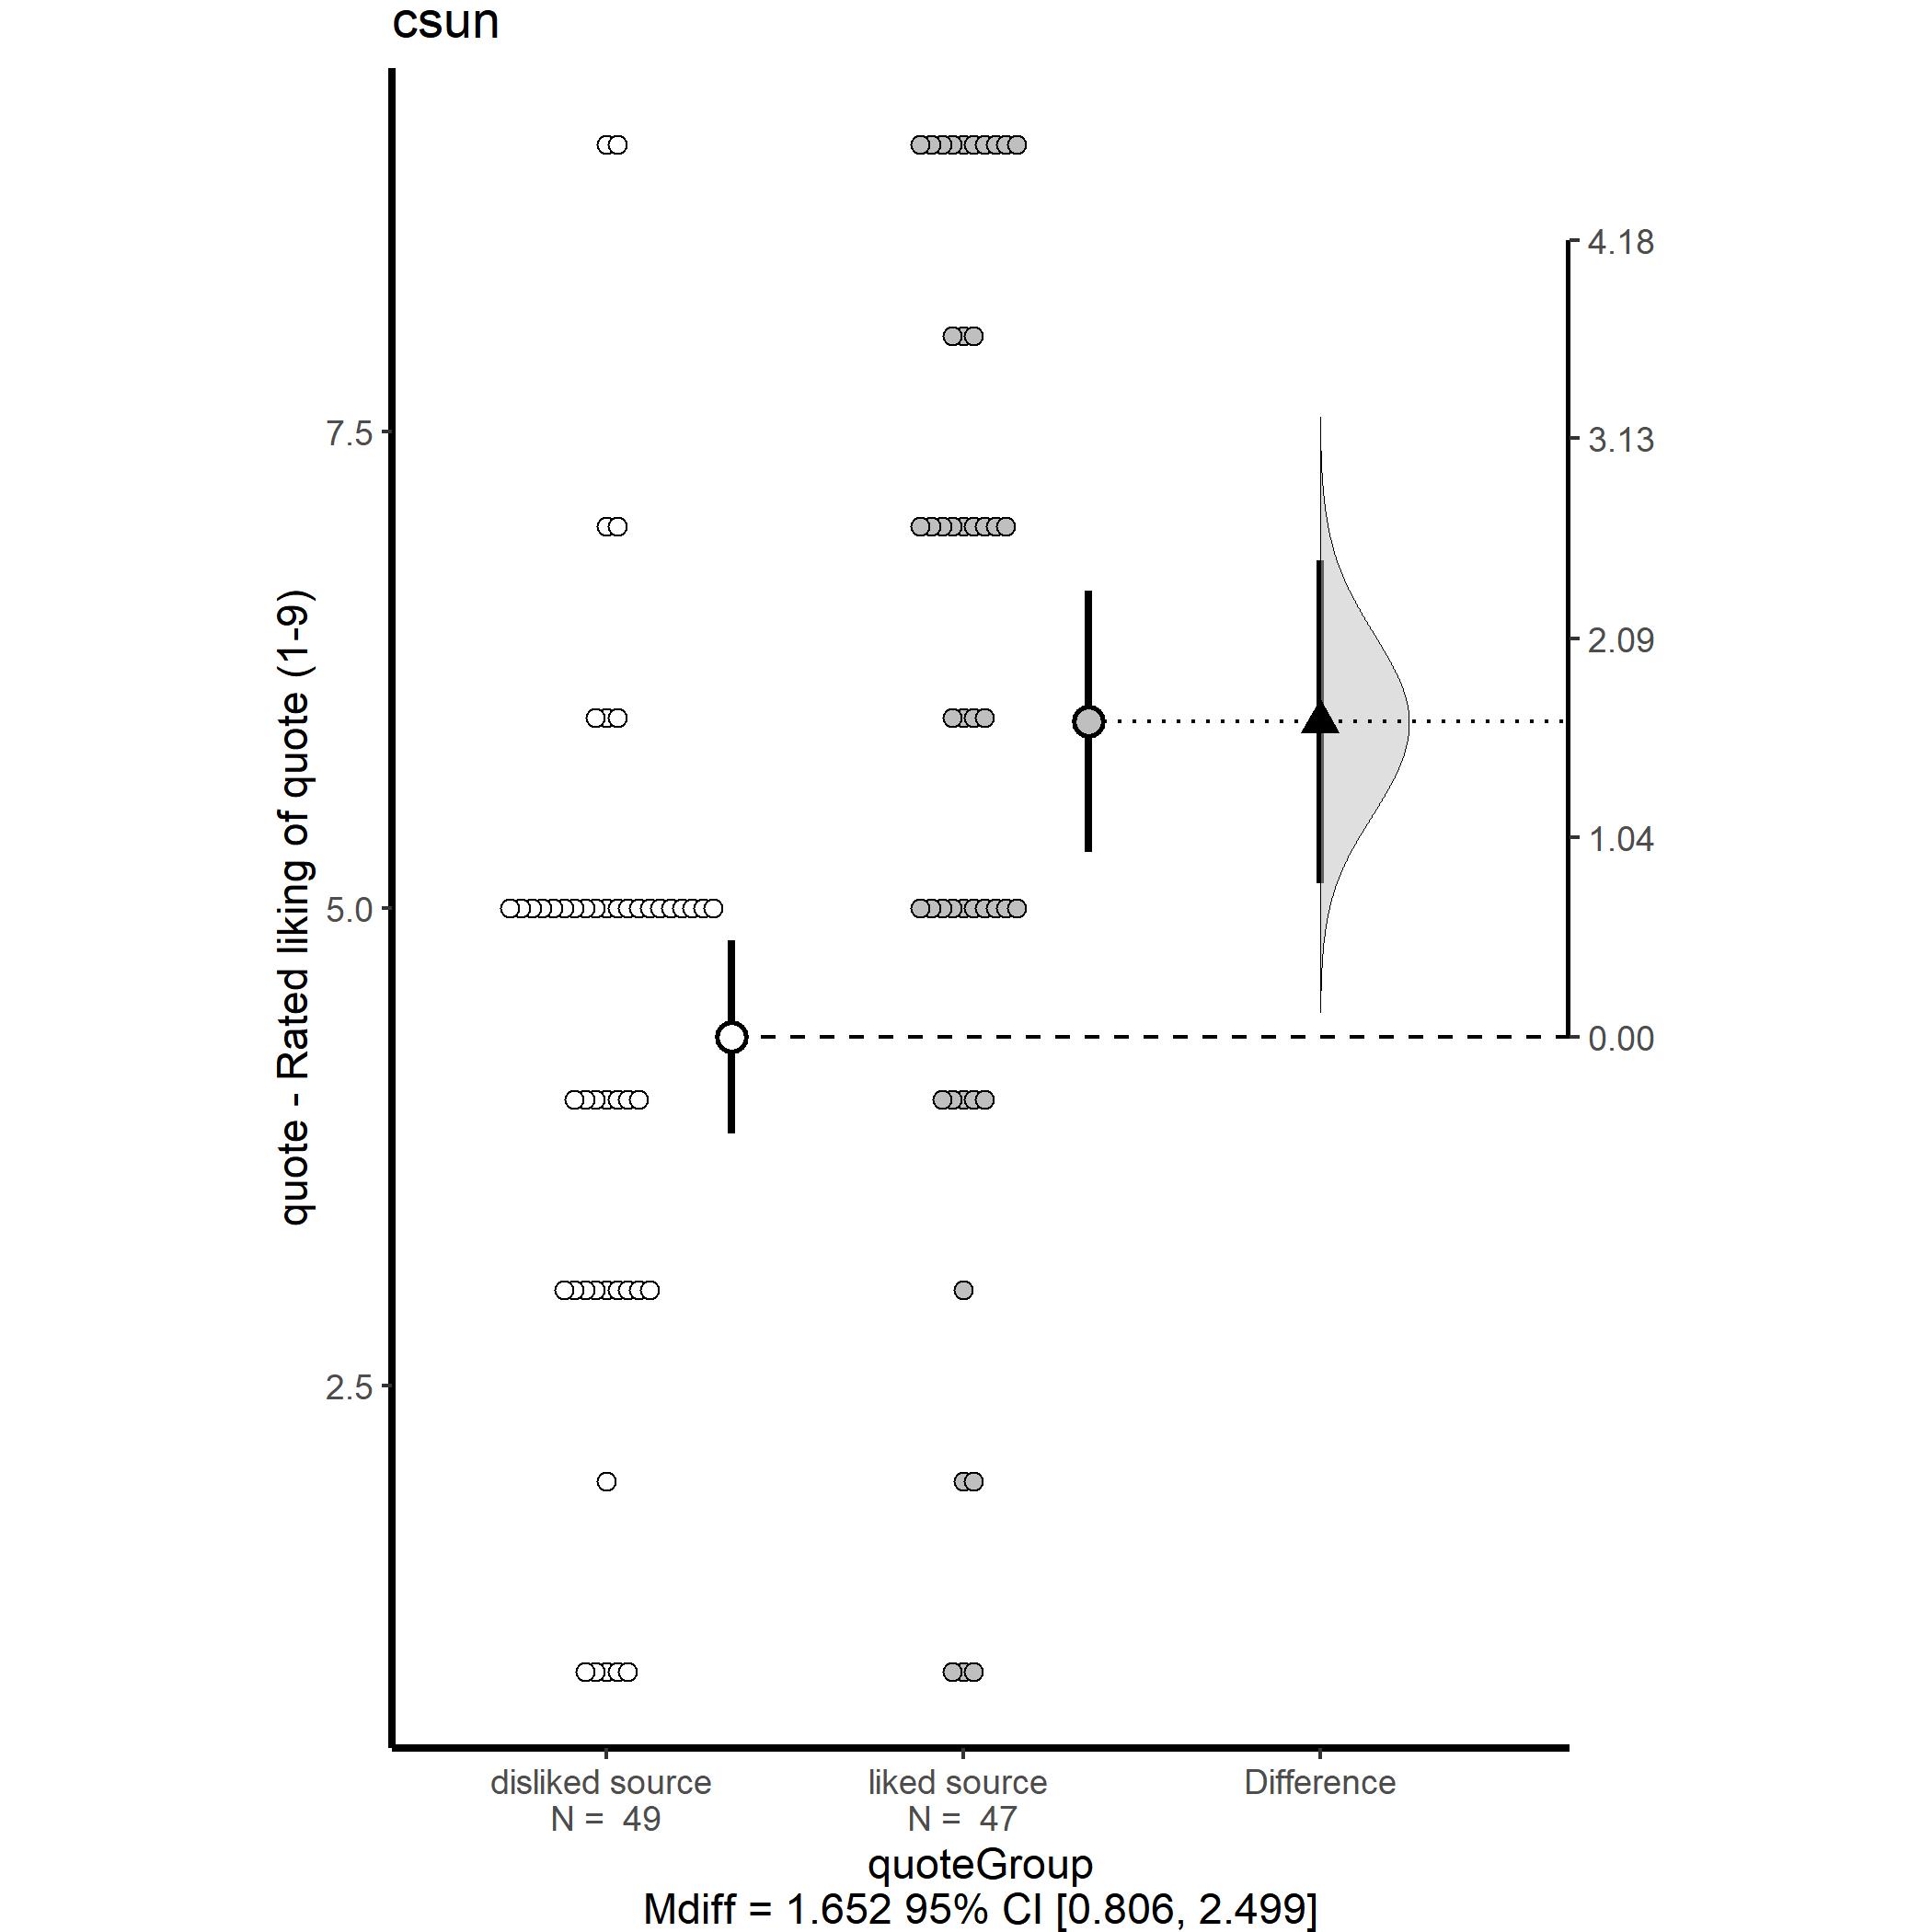 csun
quote - Rated liking of quote (1-9)
7.5
5.0
2.5
4.18
3.13
2.09
1.04
0.00
disliked source
N =  49
liked source
N =  47
Difference
quoteGroup
Mdiff = 1.652 95% CI [0.806, 2.499]